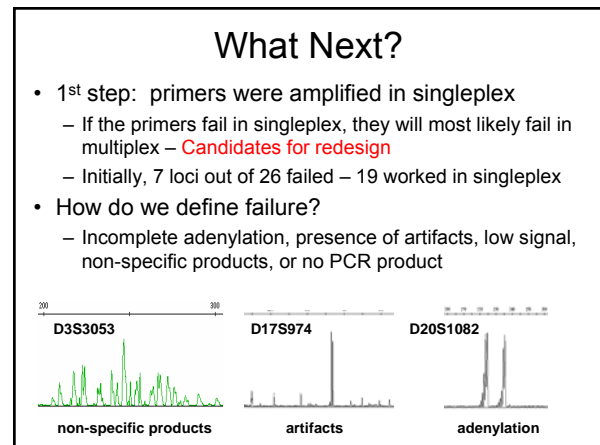 What Next?
• 1st step: primers were amplified in singleplex
– If the primers fail in singleplex, they will most likely fail in
multiplex – Candidates for redesign
– Initially, 7 loci out of 26 failed – 19 worked in singleplex
• How do we define failure?
– Incomplete adenylation, presence of artifacts, low signal,
non-specific products, or no PCR product
200 300
D3S3053 D17S974 D20S1082
non-specific products artifacts adenylation